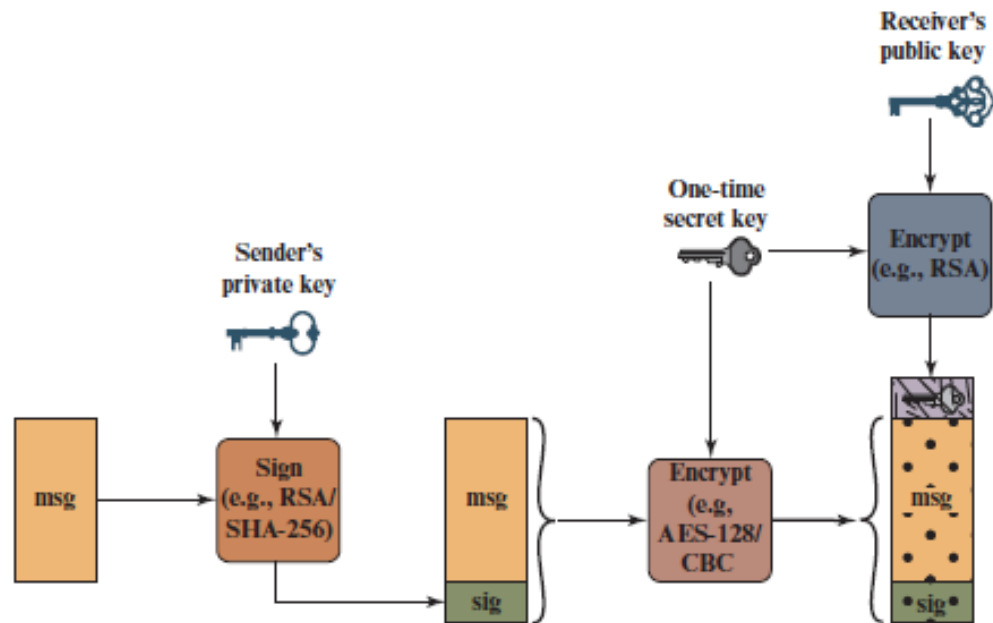 Receiver's
public key
One-time
secret key
Encrypt
(e.g., RSA)
Sender's
private key
msg
Sign
(e.g., RSA/
SHA-256)
msg
sig
Encrypt
(e.g,
AES-128/
CBC
msg
sig